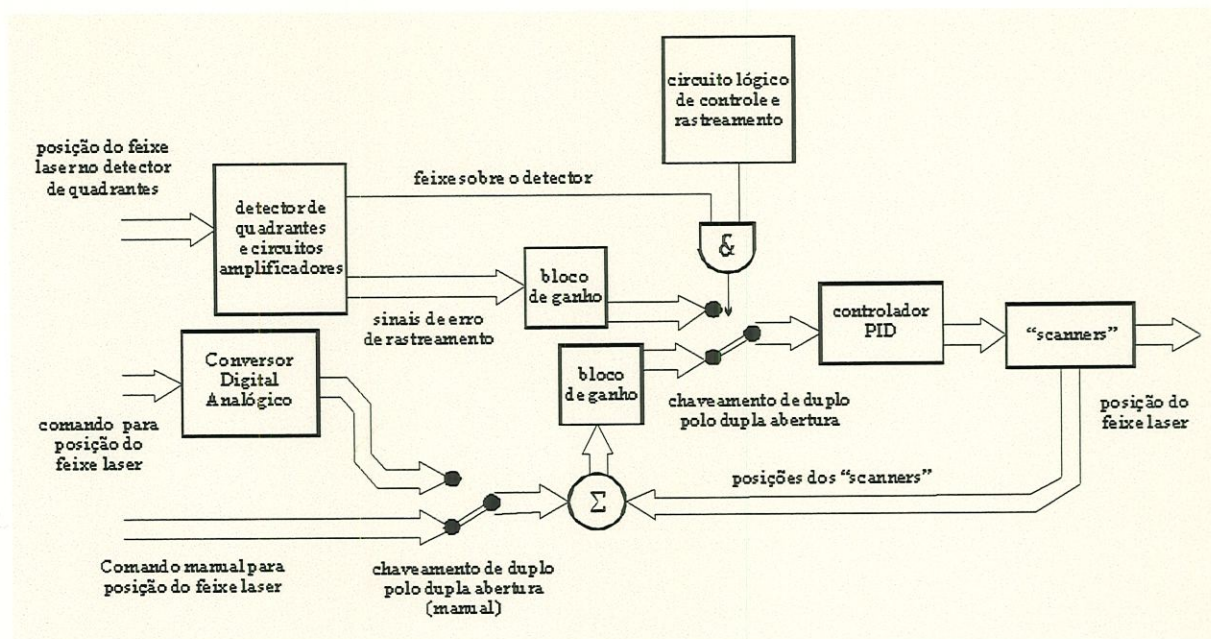 circuito lógico
de controle e
rastreamento
posição do feixe
laser no detector
de quadrantes
feixe sobre o detector
detector de
quadrantes
e circuitos
amplificadores
&
bloco
de ganho
sinais de erro
de rastreamento
controlador
PID
“scanners”
Conversor
Digital
Analógico
bloco
de ganho
chaveamento de duplo
polo dupla abertura
posição do
feixe laser
comando para
posição do
feixe laser
posições dos “scanners”
Σ
Comando manual para
posição do feixe laser
chaveamento de duplo
polo dupla abertura
(manual)